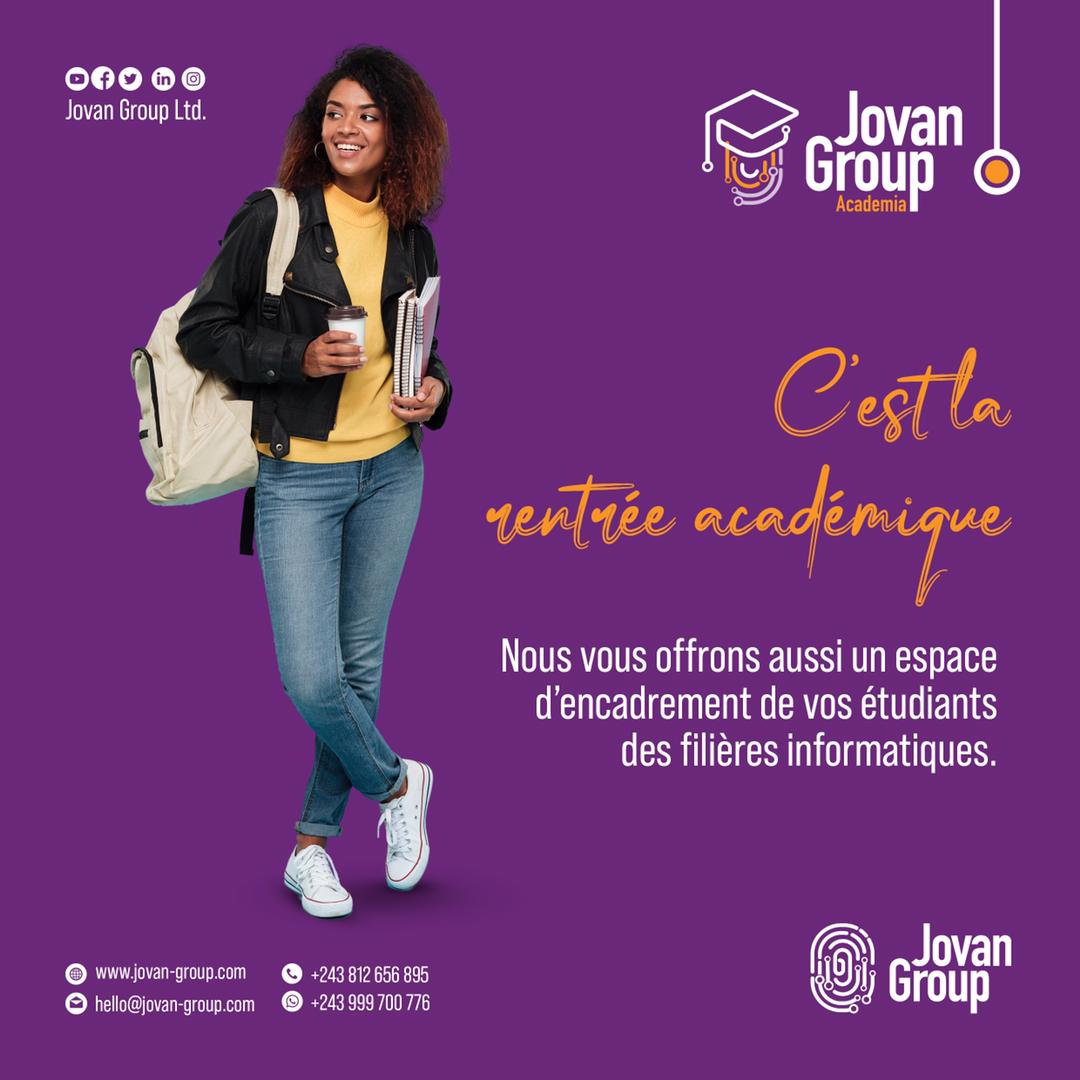 Jovan Group Ltd.
Jovan
Group
Academia
C'est la
rentrée académique
Nous vous offrons aussi un espace
d'encadrement de vos étudiants
des filières informatiques.
www.jovan-group.com
hello@jovan-group.com
+243 812 656 895
+243 999 700 776
Jovan
Group